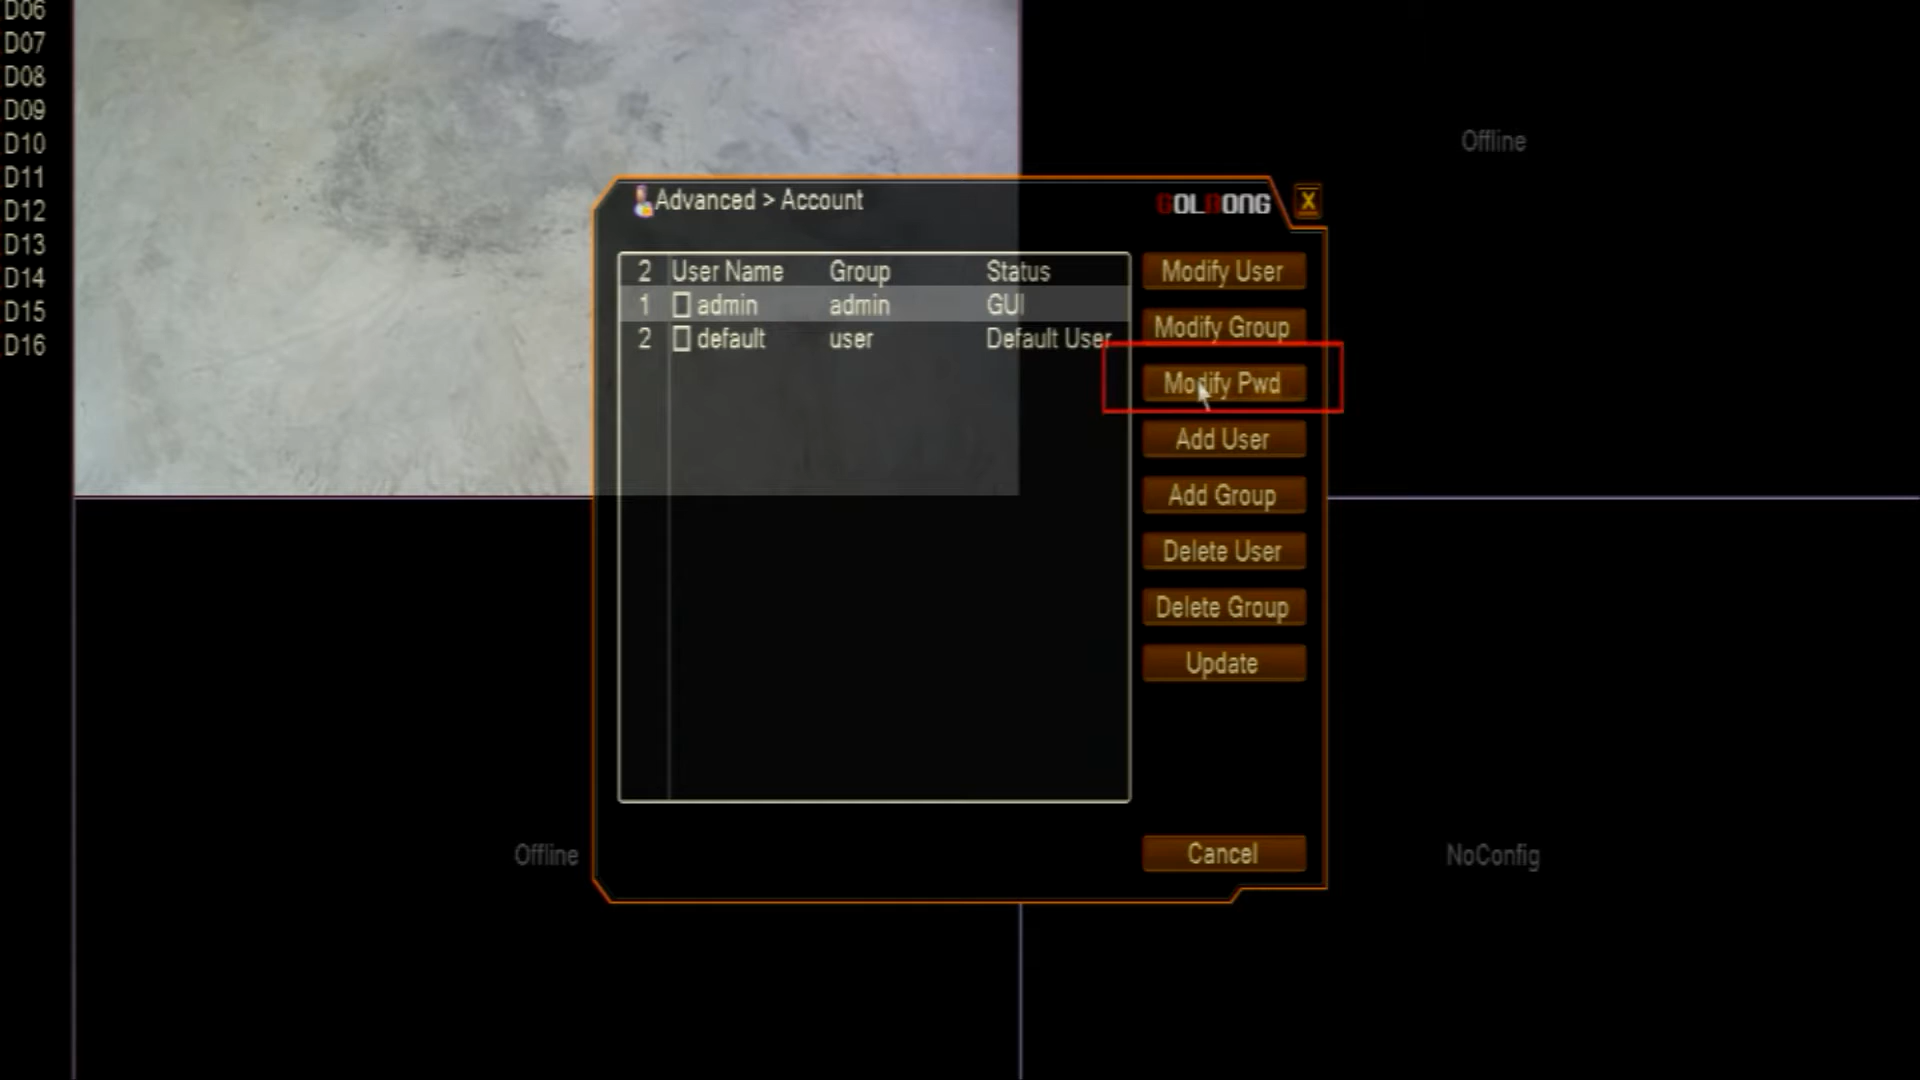 D06
D07
D08
D09
D10
D11
D12
D13
D14
D15
D16
Offline
Advanced > Account
GOLBONG
X
2 User Name Group Status
1 admin admin GUI
2 default user Default User
Modify User
Modify Group
Modify Pwd
Add User
Add Group
Delete User
Delete Group
Update
Cancel
Offline
NoConfig